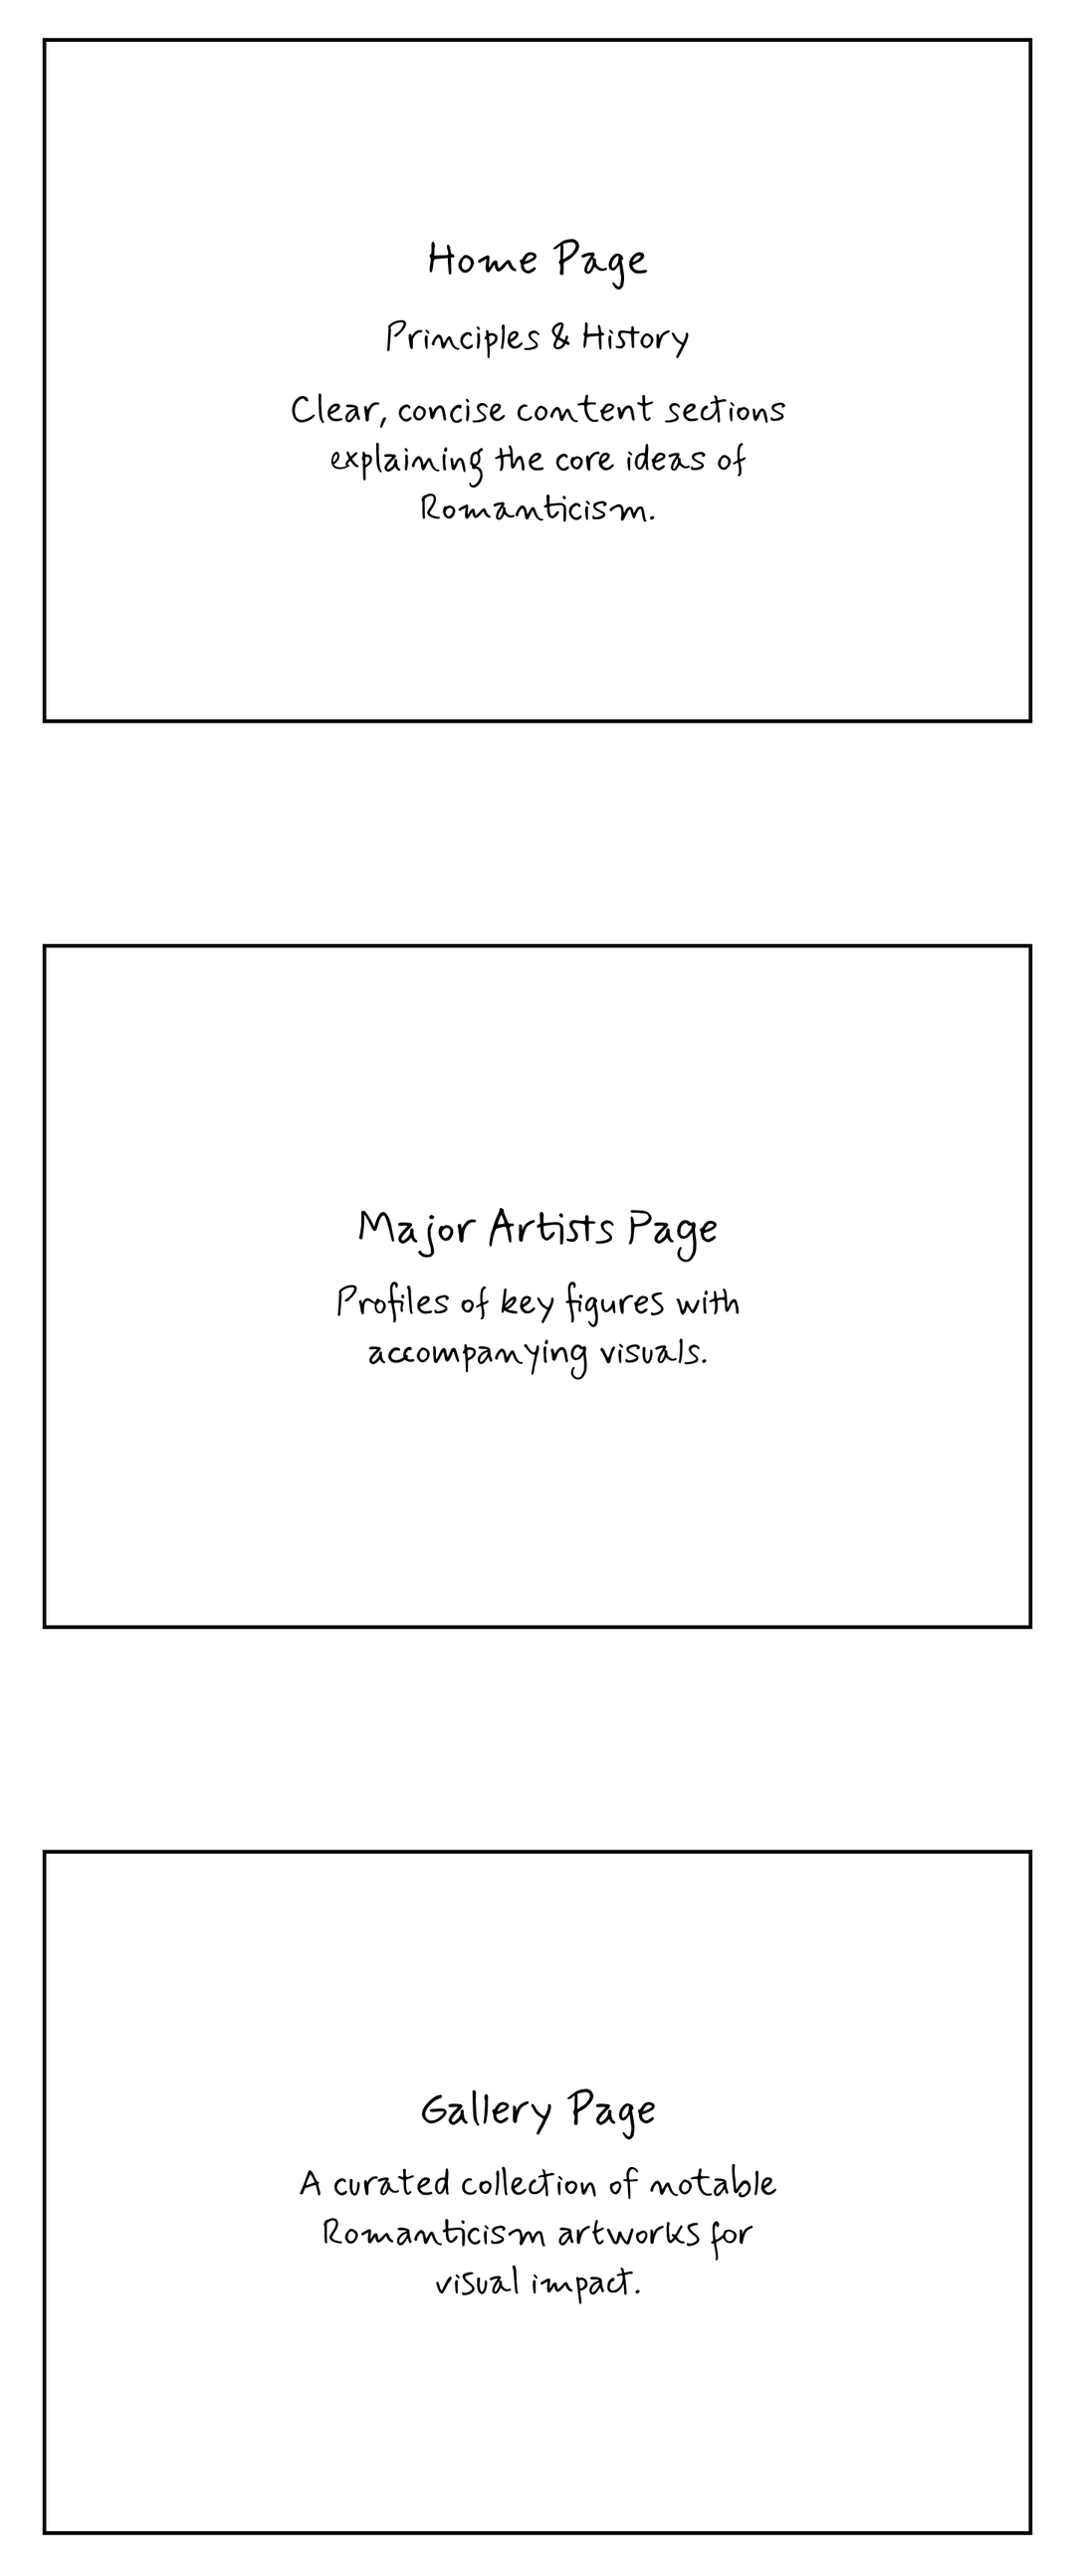 Home Page
Principles & History
Clear, concise content sections
explaining the core ideas of
Romanticism.
Major Artists Page
Profiles of key figures with
accompanying visuals.
Gallery Page
A curated collection of notable
Romanticism artworks for
visual impact.